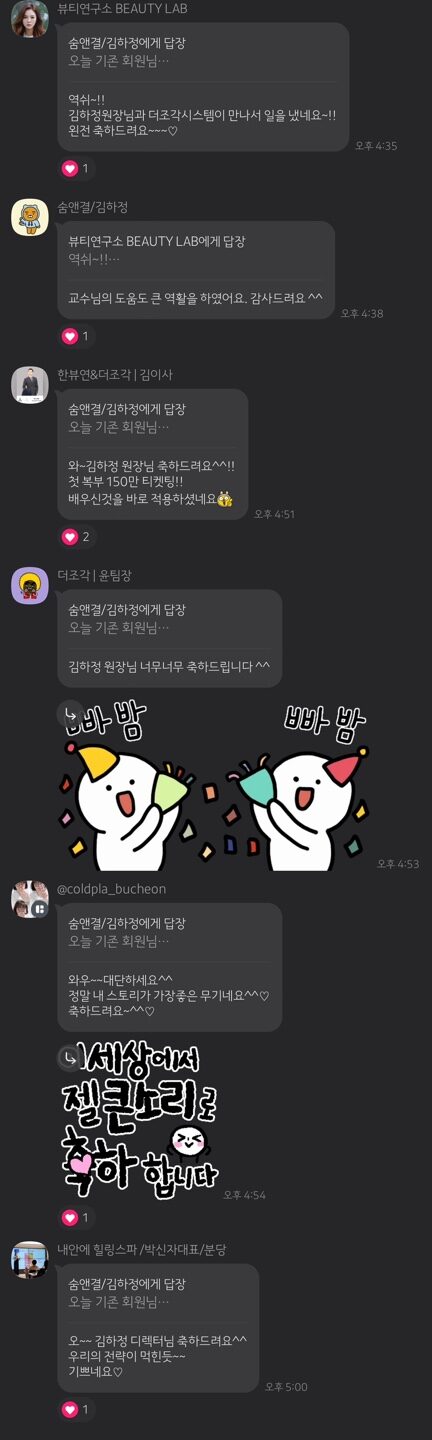 뷰티연구소 BEAUTY LAB
숨앤결/김하정에게 답장
오늘 기존 회원님…
역쉬~!!
김하정원장님과 더조각시스템이 만나서 일을 냈네요~!!
왼전 축하드려요~~~♡
오후 4:35
1
숨앤결/김하정
뷰티연구소 BEAUTY LAB에게 답장
역쉬~!!…
교수님의 도움도 큰 역활을 하였어요. 감사드려요 ^^
오후 4:38
1
한뷰연&더조각 | 김이사
숨앤결/김하정에게 답장
오늘 기존 회원님…
와~김하정 원장님 축하드려요^^!!
첫 복부 150만 티켓팅!!
배우신것을 바로 적용하셨네요
오후 4:51
2
더조각 | 윤팀장
숨앤결/김하정에게 답장
오늘 기존 회원님…
김하정 원장님 너무너무 축하드립니다 ^^
빠밤 빠밤
오후 4:53
@coldpla_bucheon
숨앤결/김하정에게 답장
오늘 기존 회원님…
와우~~대단하세요^^
정말 내 스토리가 가장좋은 무기네요^^♡
축하드려요~^^♡
이세상에서
젤큰소리로
축하 합니다
오후 4:54
1
내안에 힐링스파 /박신자대표/분당
숨앤결/김하정에게 답장
오늘 기존 회원님…
오~~ 김하정 디렉터님 축하드려요^^
우리의 전략이 먹힌듯~~
기쁘네요♡
오후 5:00
1